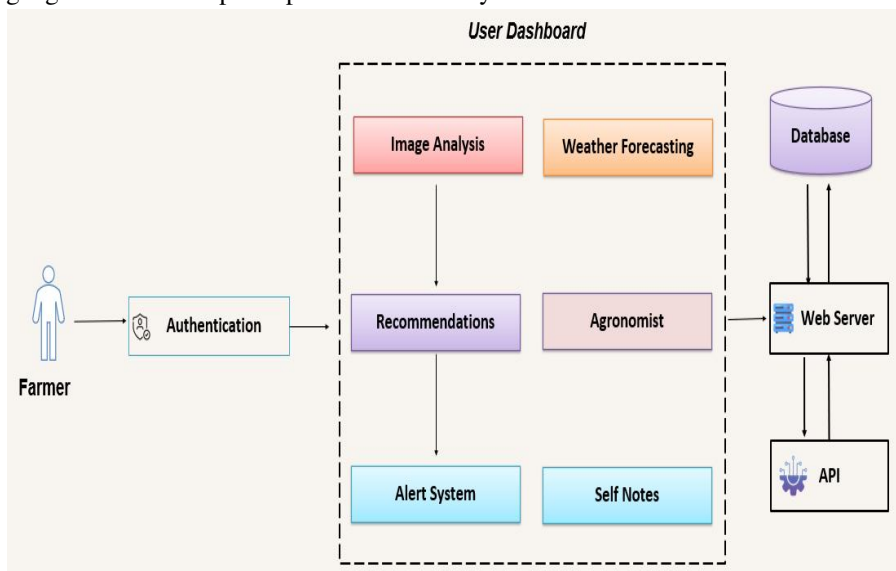 User Dashboard
Image Analysis
Weather Forecasting
Database
Farmer
Authentication
Recommendations
Agronomist
Web Server
Alert System
Self Notes
API